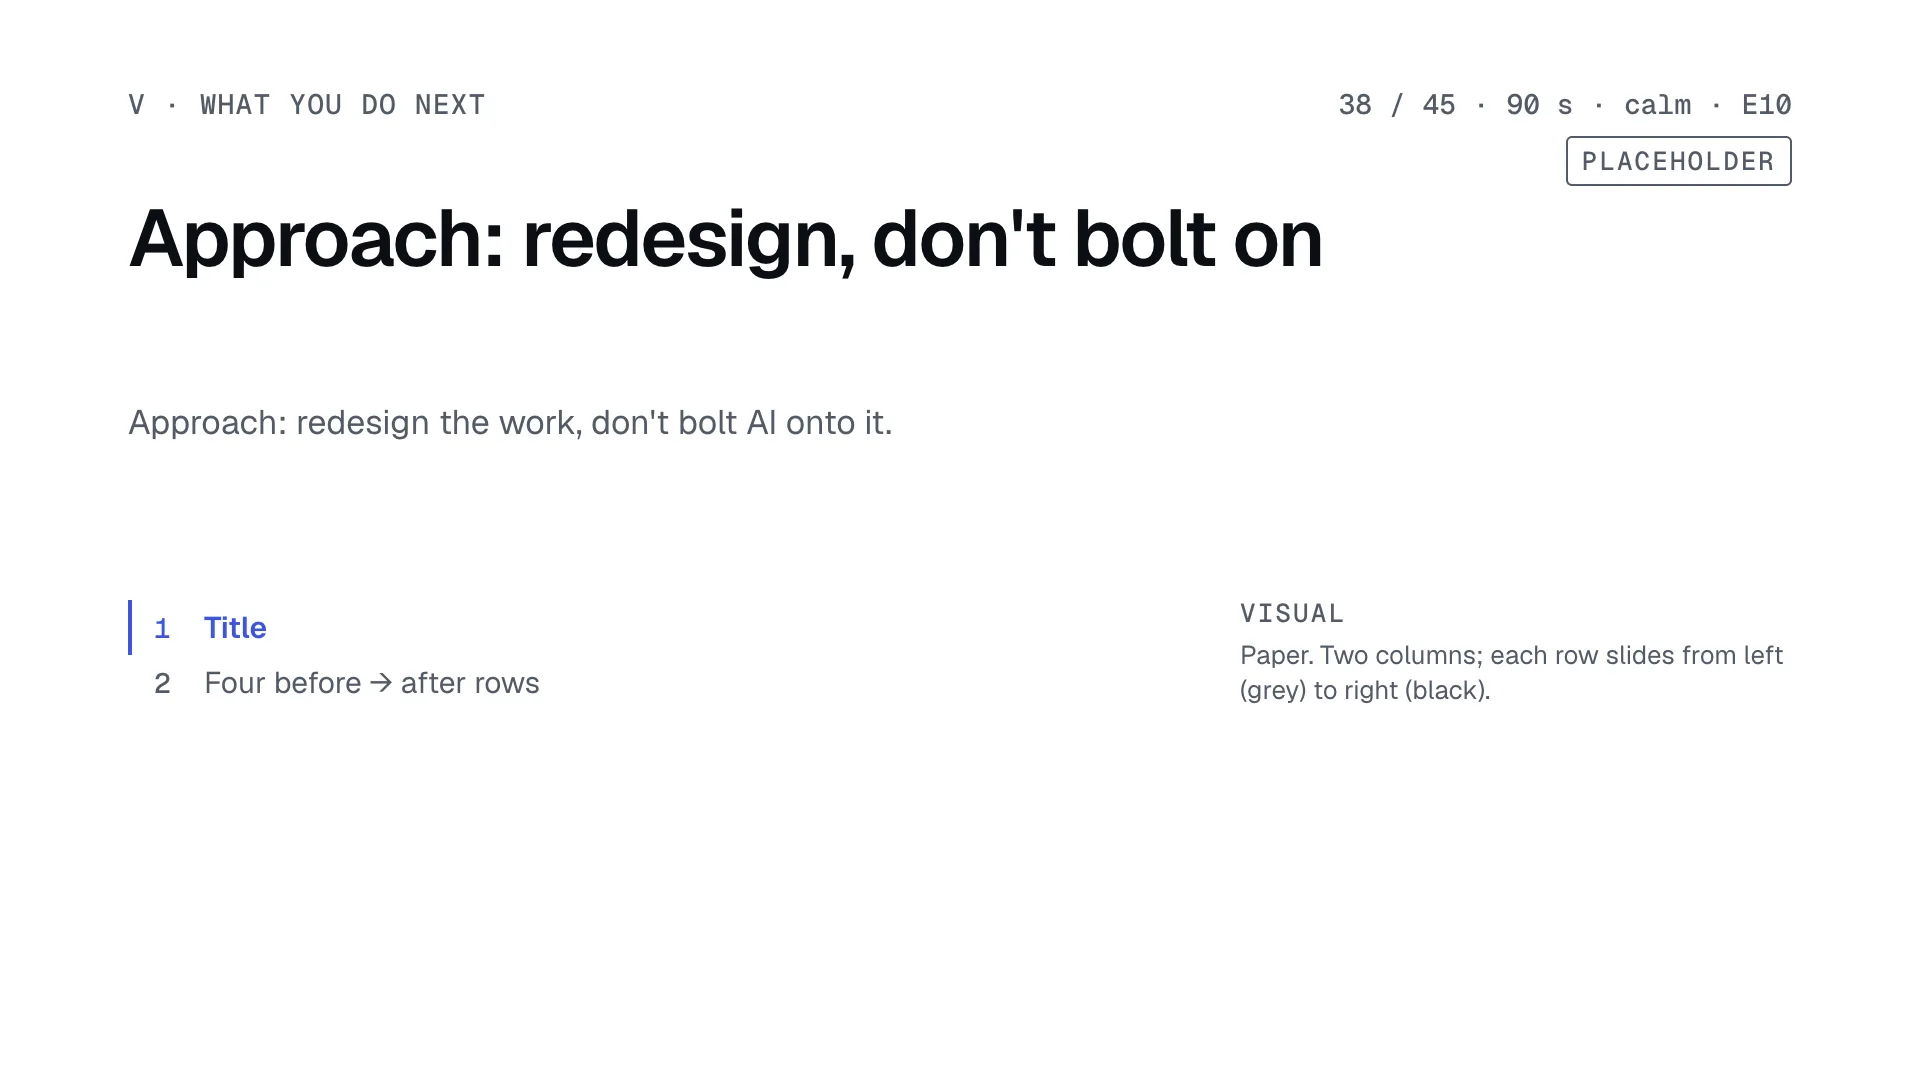 V · WHAT YOU DO NEXT
38 / 45 · 90 s · calm · E10
PLACEHOLDER
Approach: redesign, don't bolt on
Approach: redesign the work, don't bolt AI onto it.
1 Title
2 Four before → after rows
VISUAL
Paper. Two columns; each row slides from left
(grey) to right (black).